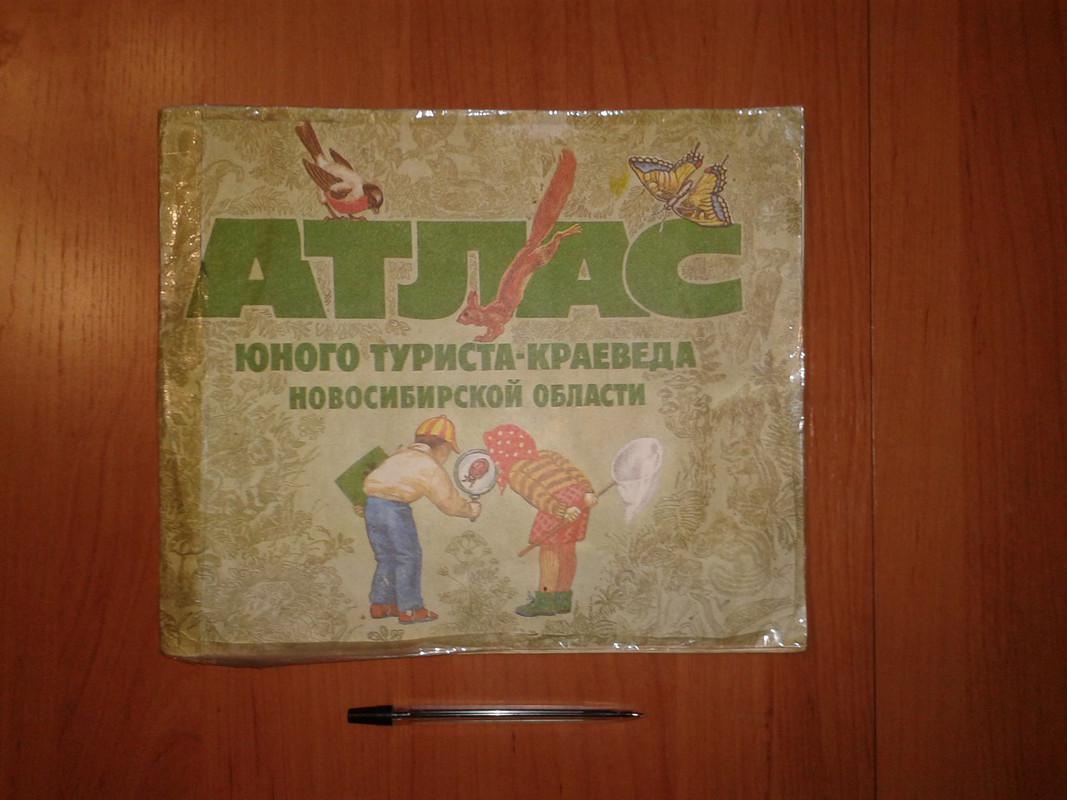 АТЛАС
ЮНОГО ТУРИСТА-КРАЕВЕДА
НОВОСИБИРСКОЙ ОБЛАСТИ